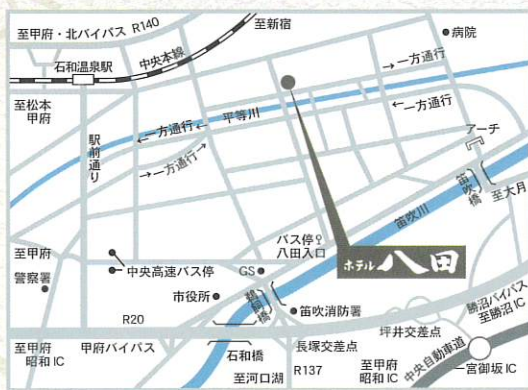 至甲府・北バイパス R140
至新宿
病院
中央本線
石和温泉駅
→一方通行→
至松本
甲府
←一方通行←
平等川
←一方通行←
→一方通行→
駅前通り
アーチ
笛吹橋
至大月
笛吹川
バス停
八田入口
ホテル 八田
至甲府
中央高速バス停
GS
警察署
市役所
鵜飼橋
笛吹消防署
勝沼バイパス
至勝沼IC
坪井交差点
R20
至甲府
昭和IC
甲府バイパス
石和橋
長塚交差点
至河口湖
R137
至甲府
昭和IC
中央自動車道
一宮御坂IC